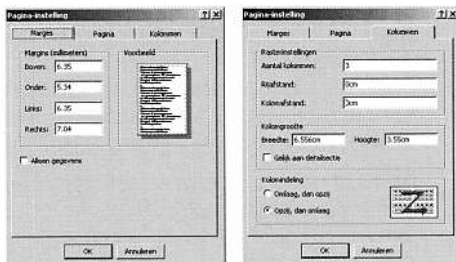 Pagina-instelling
Marges Pagina Kolommen
Margins (millimeters)
Boven: 6.35
Onder: 5.34
Links: 6.35
Rechts: 7.04
Voorbeeld
Alleen gegevens
OK Annuleren
Pagina-instelling
Marges Pagina Kolommen
Rasterinstellingen
Aantal kolommen: 3
Rijafstand: 0cm
Kolomafstand: 0cm
Kolomgrootte
Breedte: 6.556cm Hoogte: 3.55cm
Gelijk aan detailsectie
Kolomindeling
Omlaag, dan opzij
Opzij, dan omlaag
OK Annuleren